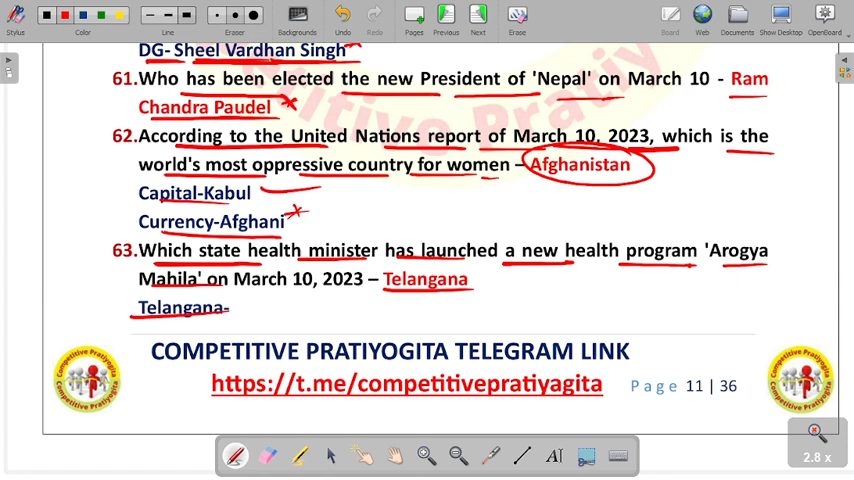 Stylus
Color
Line
Eraser
Backgrounds
Undo
Redo
Pages
Previous
Next
Erase
Board
Web
Documents
Show Desktop
OpenBoard
DG- Sheel Vardhan Singh
61.Who has been elected the new President of 'Nepal' on March 10 - Ram
Chandra Paudel
62.According to the United Nations report of March 10, 2023, which is the
world's most oppressive country for women – Afghanistan
Capital-Kabul
Currency-Afghani
63.Which state health minister has launched a new health program 'Arogya
Mahila' on March 10, 2023 – Telangana
Telangana-
COMPETITIVE PRATIYOGITA TELEGRAM LINK
https://t.me/competitivepratiyagita
Page 11 | 36
2.8 x